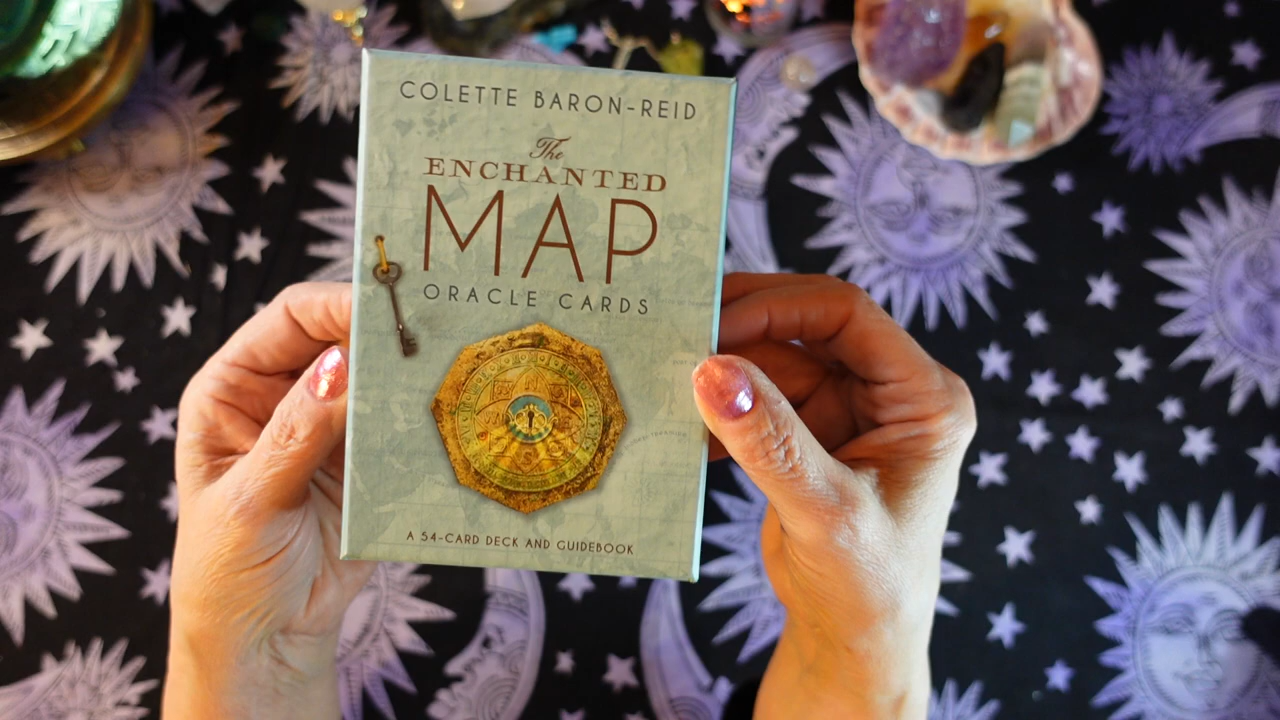 COLETTE BARON-REID
The
ENCHANTED
MAP
ORACLE CARDS
A 54-CARD DECK AND GUIDEBOOK